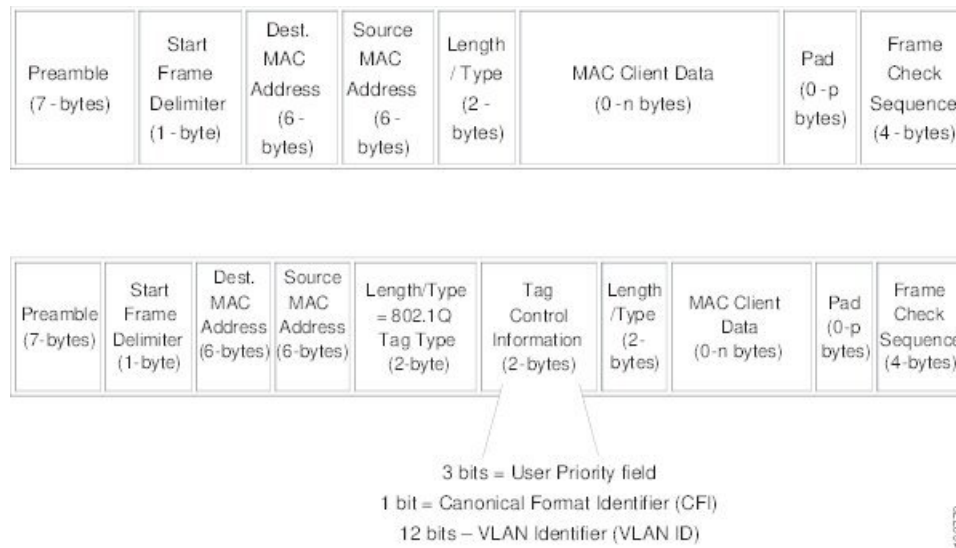 Preamble
(7 - bytes)
Start
Frame
Delimiter
(1 - byte)
Dest.
MAC
Address
(6 -
bytes)
Source
MAC
Address
(6 -
bytes)
Length
/ Type
(2 -
bytes)
MAC Client Data
(0 -n bytes)
Pad
(0 -p
bytes)
Frame
Check
Sequence
(4 - bytes)
Preamble
(7-bytes)
Start
Frame
Delimiter
(1-byte)
Dest.
MAC
Address
(6-bytes)
Source
MAC
Address
(6-bytes)
Length/Type
= 802.1Q
Tag Type
(2-byte)
Tag
Control
Information
(2-bytes)
Length
/Type
(2-
bytes)
MAC Client
Data
(0-n bytes)
Pad
(0-p
bytes)
Frame
Check
Sequence
(4-bytes)
3 bits = User Priority field
1 bit = Canonical Format Identifier (CFI)
12 bits – VLAN Identifier (VLAN ID)